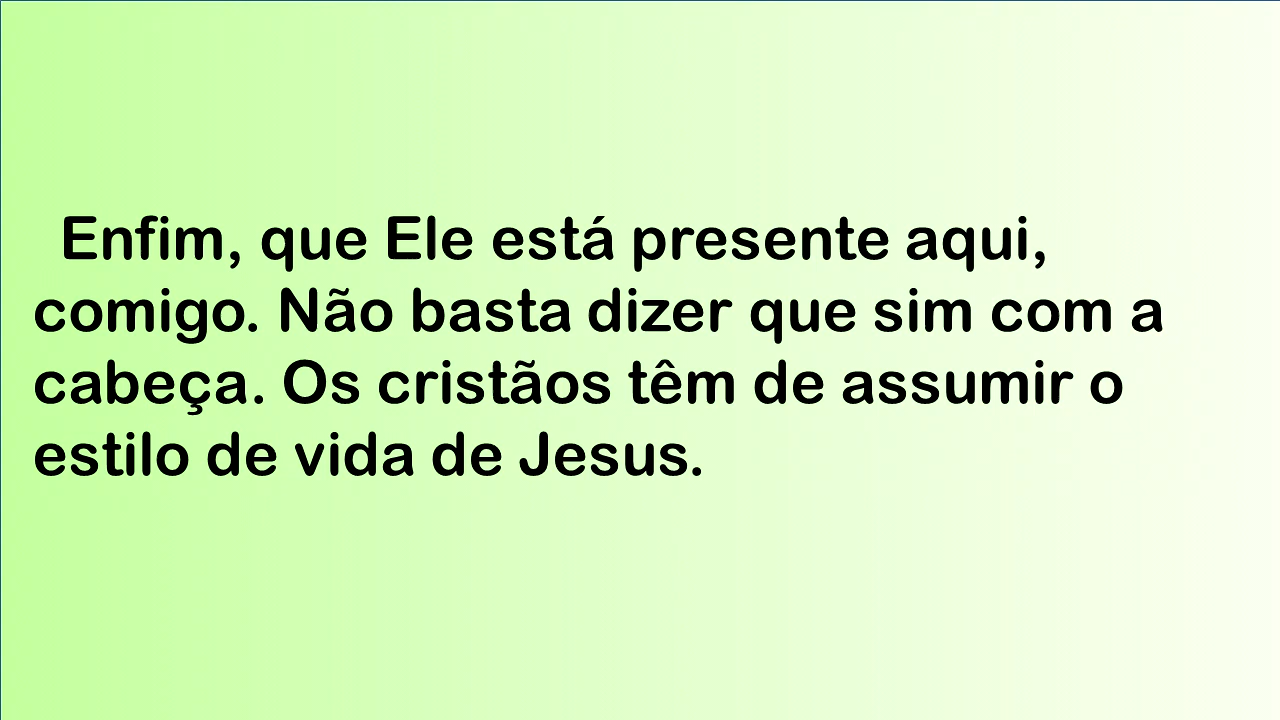 Enfim, que Ele está presente aqui,
comigo. Não basta dizer que sim com a
cabeça. Os cristãos têm de assumir o
estilo de vida de Jesus.